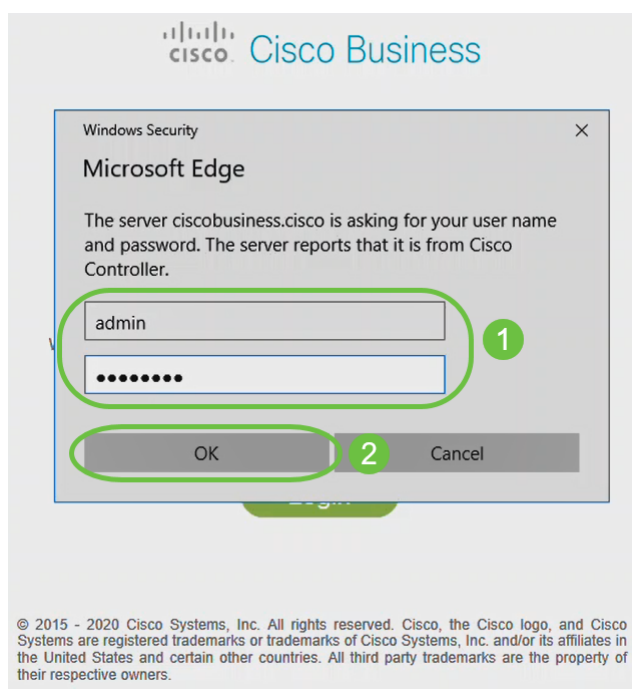 CISCO Cisco Business
Windows Security
Microsoft Edge
The server ciscobusiness.cisco is asking for your user name
and password. The server reports that it is from Cisco
Controller.
admin
1
••••••••
OK
2
Cancel
© 2015 - 2020 Cisco Systems, Inc. All rights reserved. Cisco, the Cisco logo, and Cisco
Systems are registered trademarks or trademarks of Cisco Systems, Inc. and/or its affiliates in
the United States and certain other countries. All third party trademarks are the property of
their respective owners.